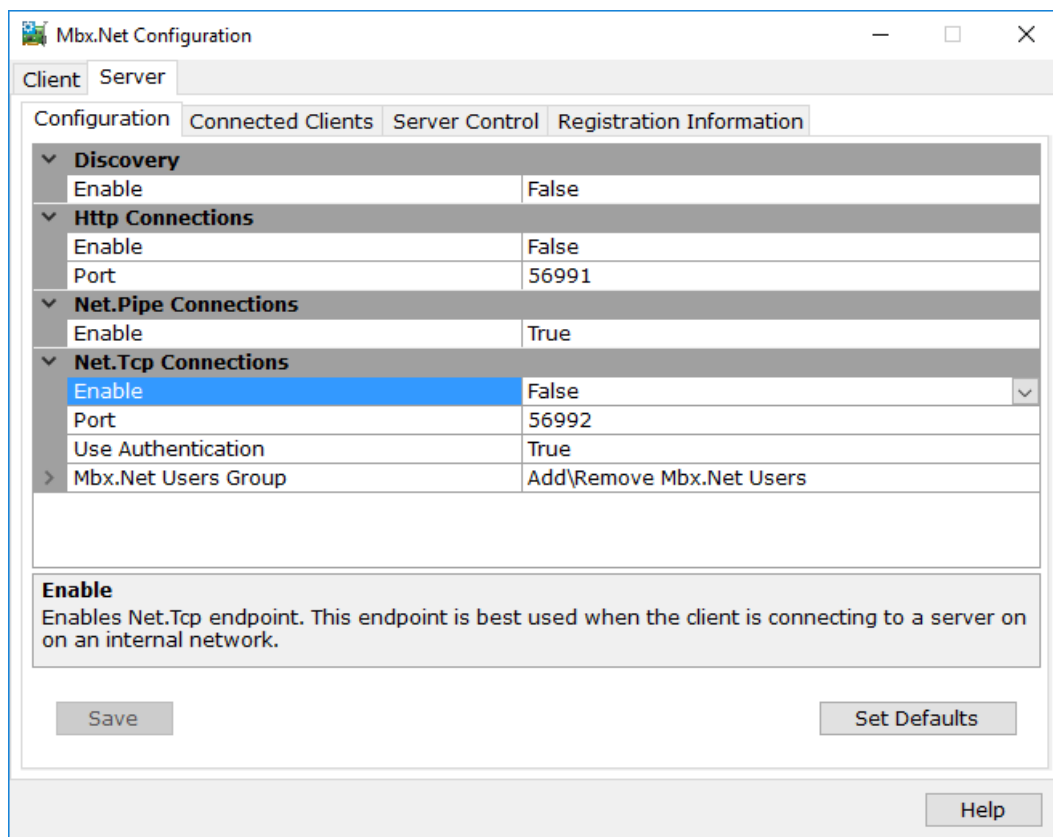 Mbx.Net Configuration
Client Server
Configuration Connected Clients Server Control Registration Information
Discovery
Enable False
Http Connections
Enable False
Port 56991
Net.Pipe Connections
Enable True
Net.Tcp Connections
Enable False
Port 56992
Use Authentication True
Mbx.Net Users Group Add\Remove Mbx.Net Users
Enable
Enables Net.Tcp endpoint. This endpoint is best used when the client is connecting to a server on
on an internal network.
Save Set Defaults
Help